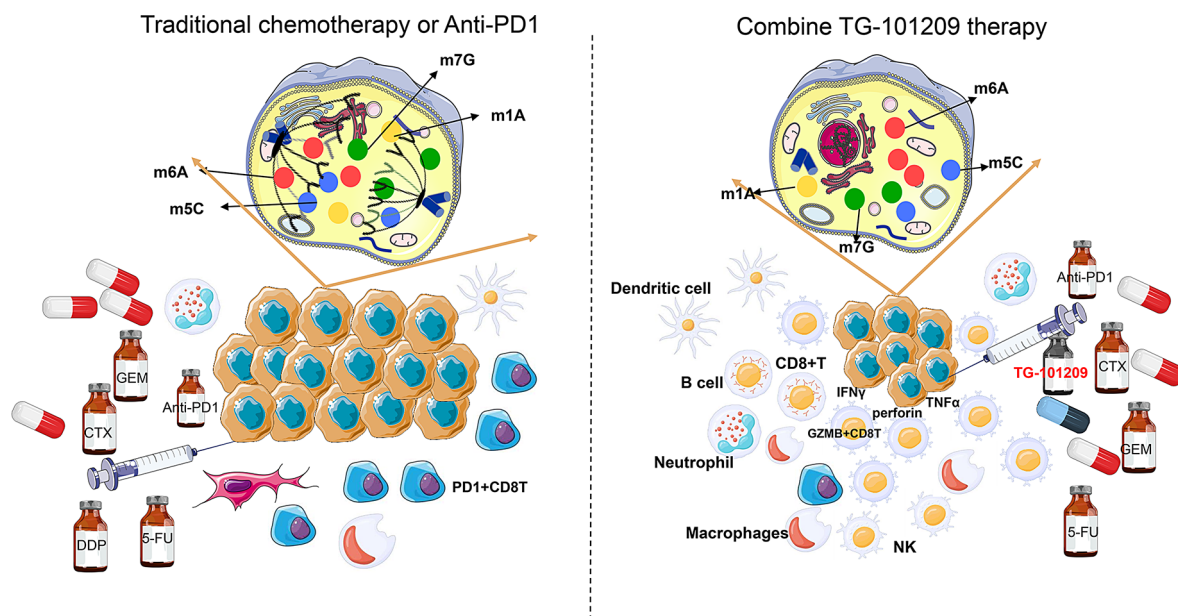 Traditional chemotherapy or Anti-PD1
m7G
m1A
m6A
m5C
GEM
Anti-PD1
CTX
PD1+CD8T
DDP
5-FU
Combine TG-101209 therapy
m6A
m5C
m1A
m7G
Anti-PD1
Dendritic cell
CD8+T
B cell
IFNγ
TNFα
TG-101209
CTX
perforin
GZMB+CD8T
GEM
Neutrophil
Macrophages
NK
5-FU